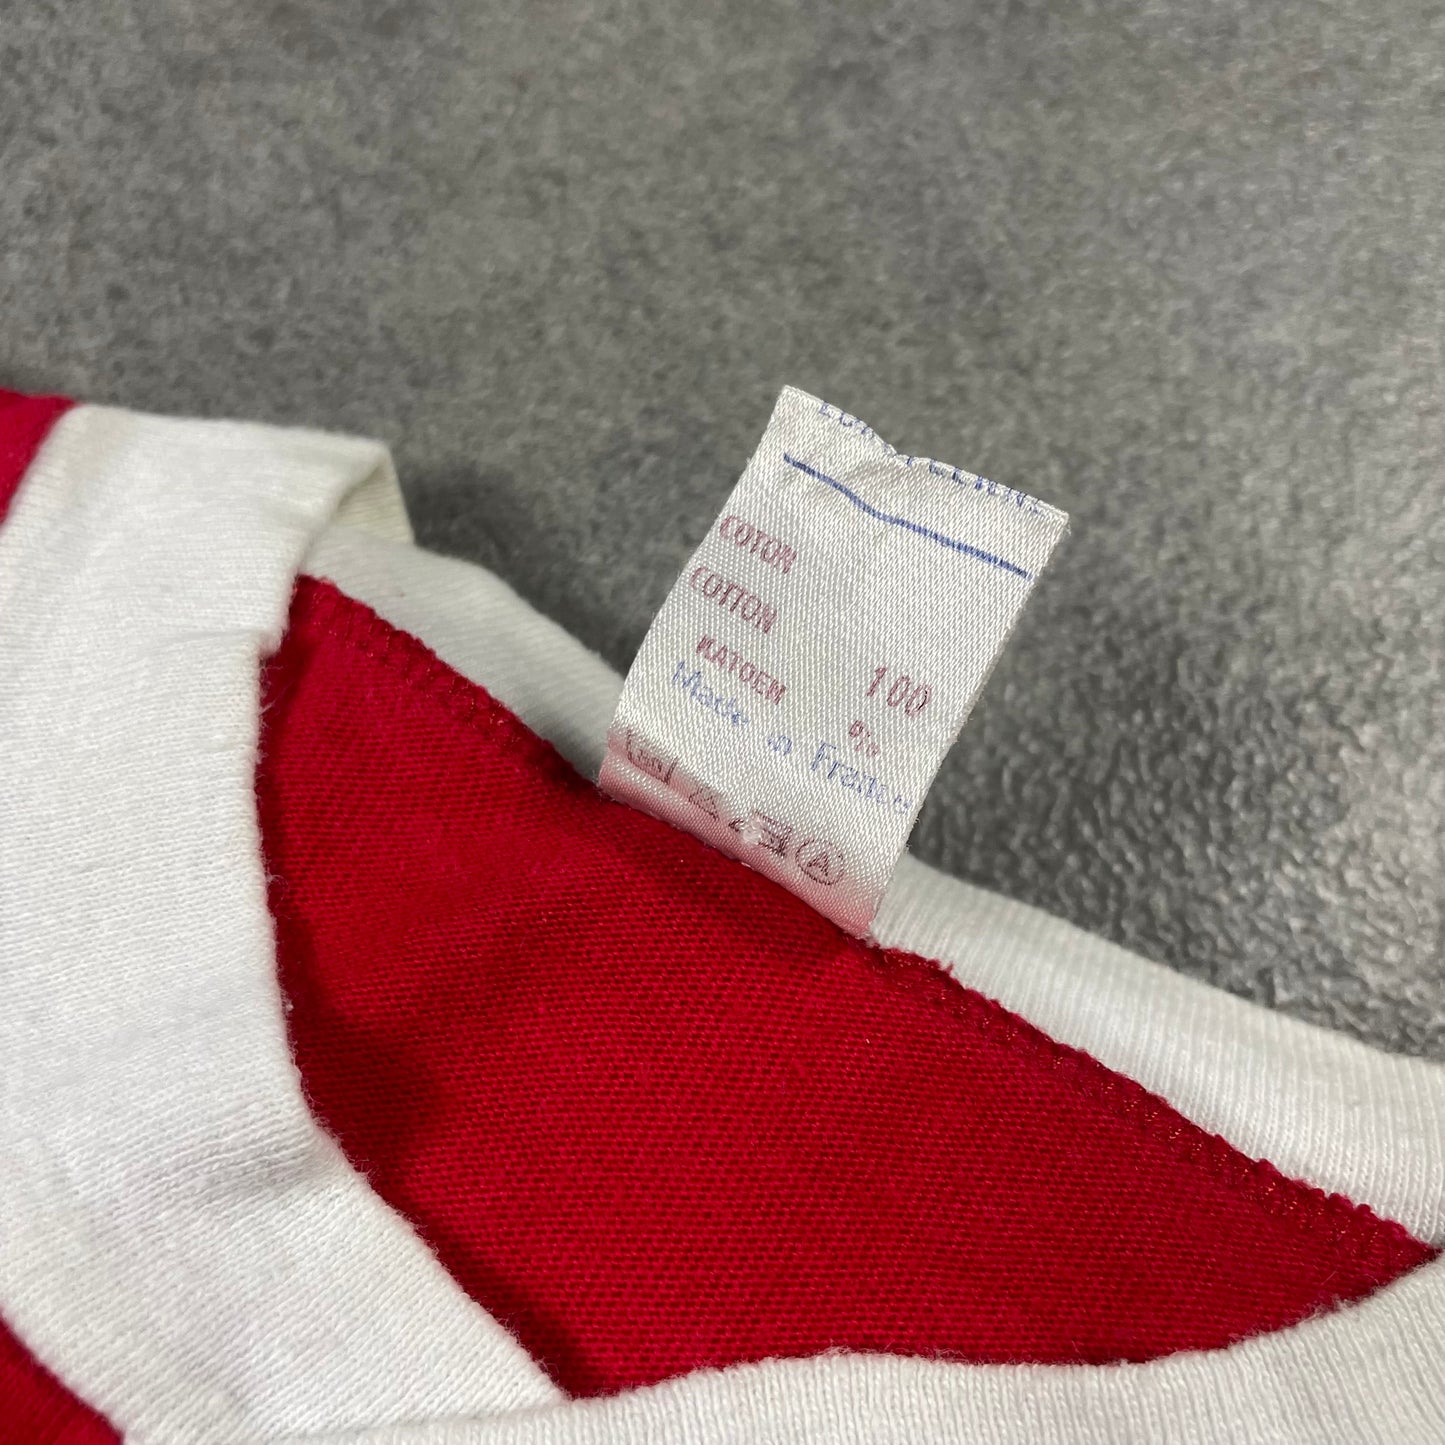 COTON
COTTON
KATOEN 100 %
Made in France